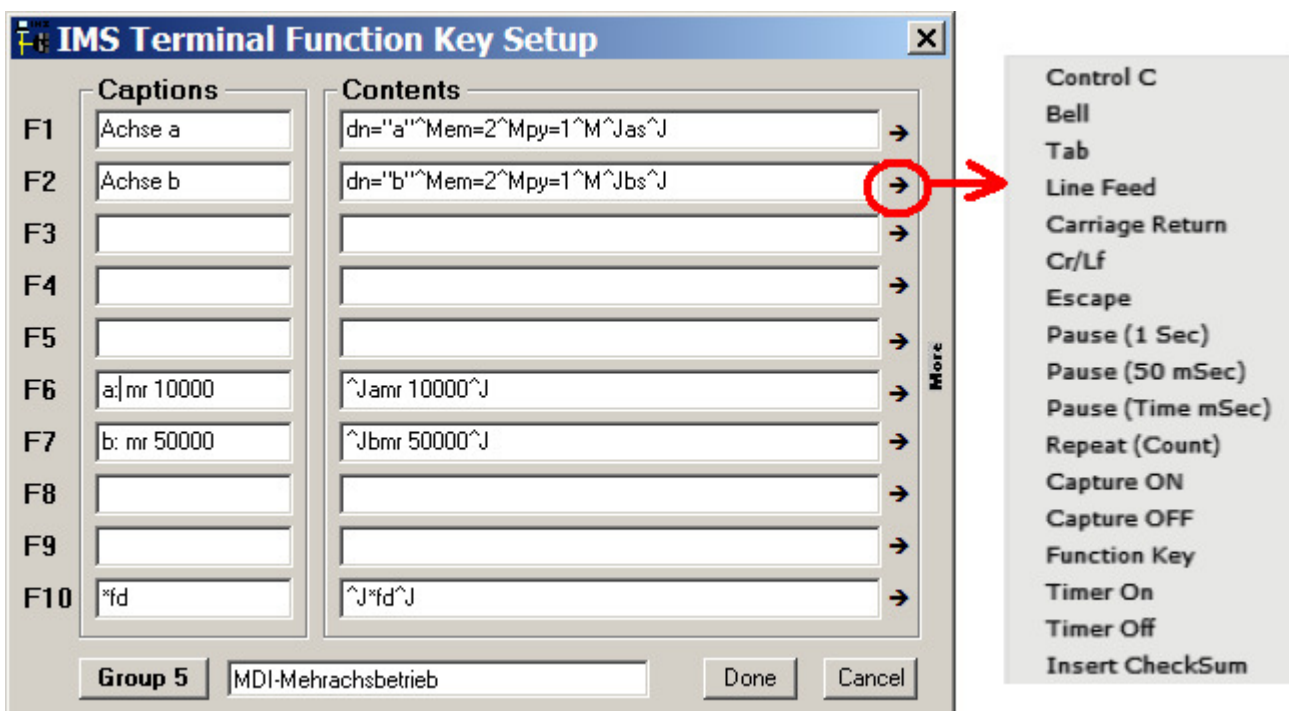 IMS Terminal Function Key Setup
Captions Contents
F1 Achse a dn="a"^Mem=2^Mpy=1^M^Jas^J
F2 Achse b dn="b"^Mem=2^Mpy=1^M^Jbs^J
F3
F4
F5
F6 a: mr 10000 ^Jamr 10000^J
F7 b: mr 50000 ^Jbmr 50000^J
F8
F9
F10 *fd ^J*fd^J
More
Group 5 MDI-Mehrachsbetrieb Done Cancel
Control C
Bell
Tab
Line Feed
Carriage Return
Cr/Lf
Escape
Pause (1 Sec)
Pause (50 mSec)
Pause (Time mSec)
Repeat (Count)
Capture ON
Capture OFF
Function Key
Timer On
Timer Off
Insert CheckSum